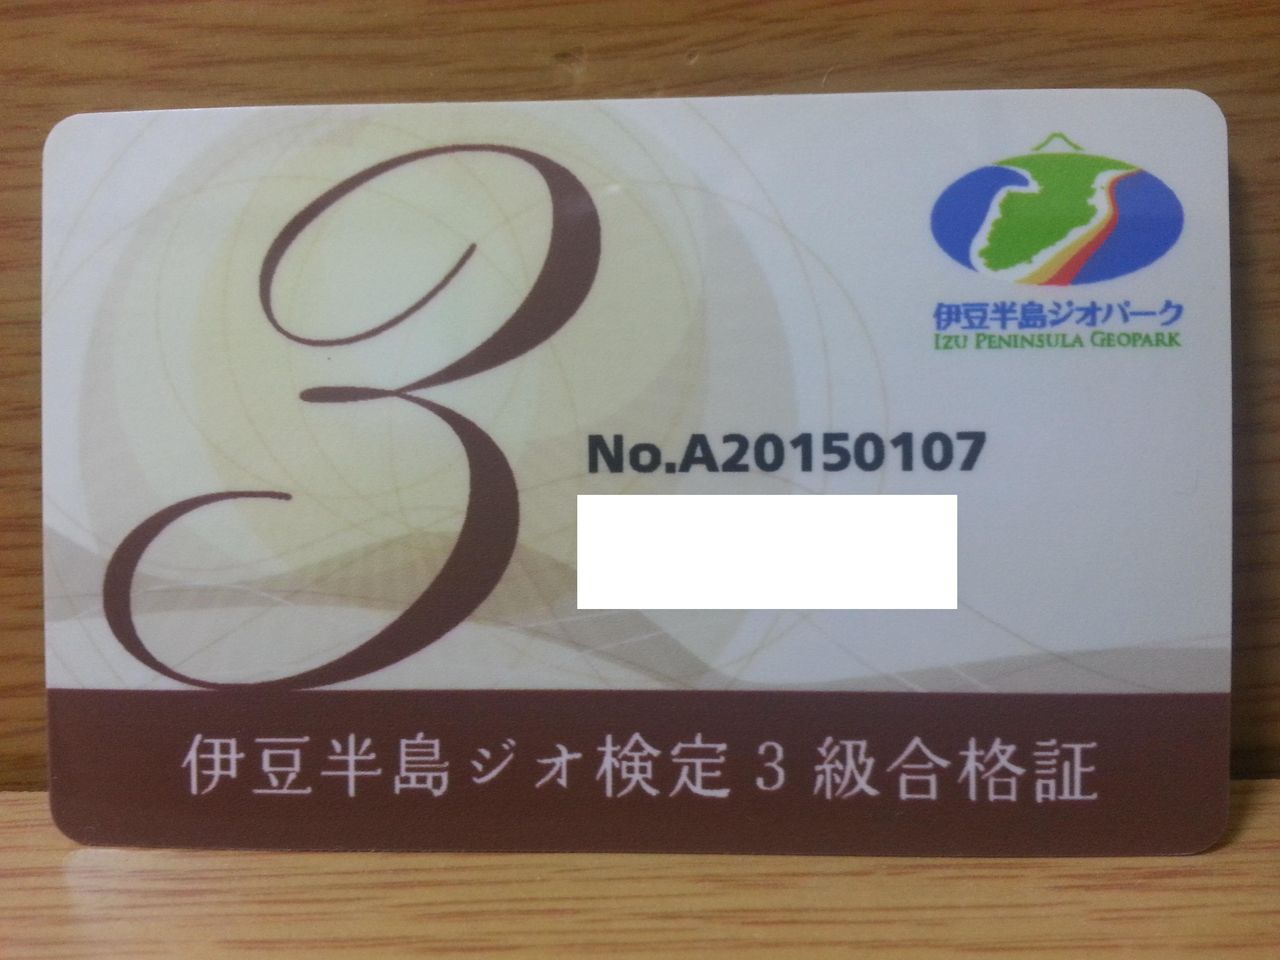 3
伊豆半島ジオパーク
IZU PENINSULA GEOPARK
No.A20150107
伊豆半島ジオ検定3級合格証